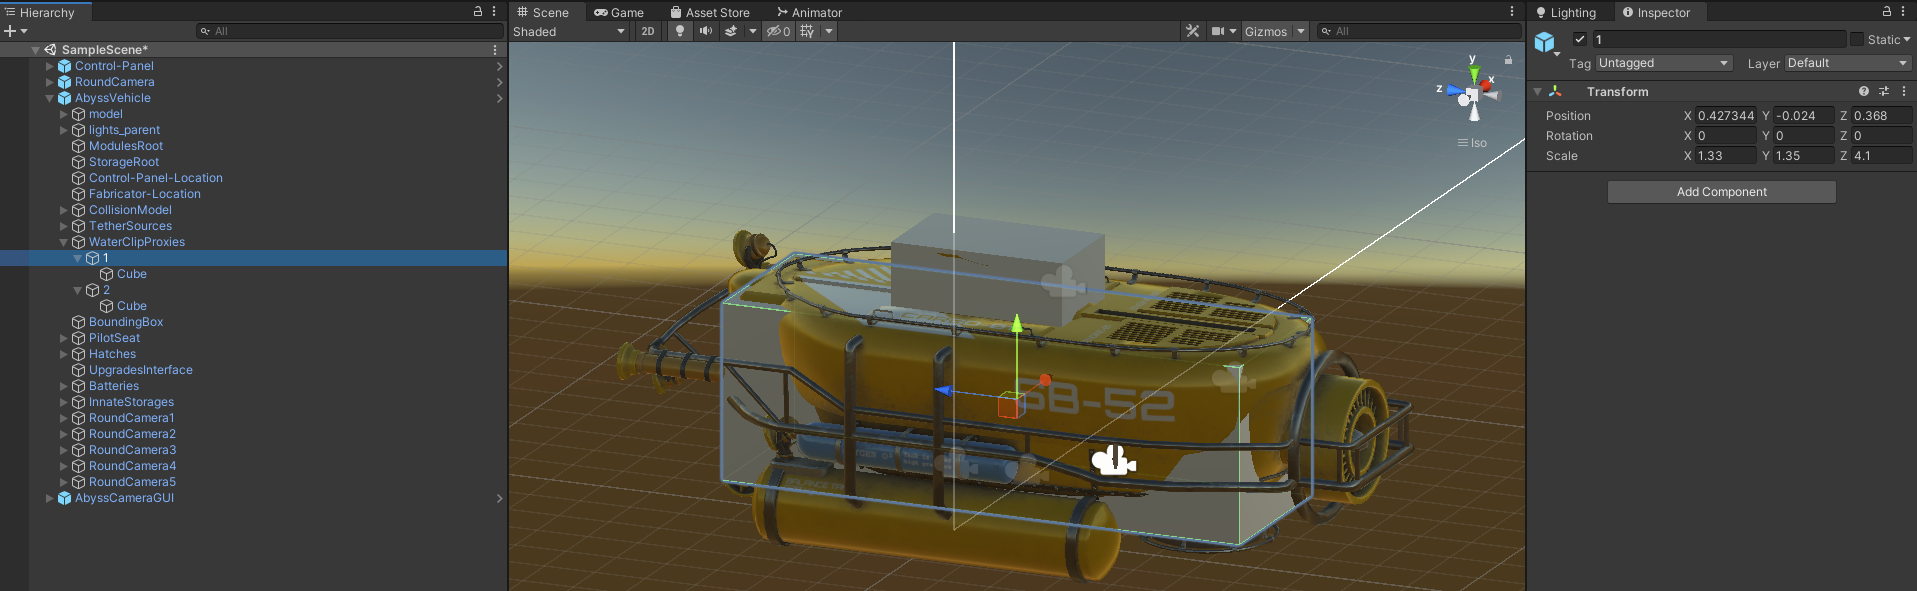 Hierarchy
All
SampleScene*
Control-Panel
RoundCamera
AbyssVehicle
model
lights_parent
ModulesRoot
StorageRoot
Control-Panel-Location
Fabricator-Location
CollisionModel
TetherSources
WaterClipProxies
1
Cube
2
Cube
BoundingBox
PilotSeat
Hatches
UpgradesInterface
Batteries
InnateStorages
RoundCamera1
RoundCamera2
RoundCamera3
RoundCamera4
RoundCamera5
AbyssCameraGUI
Scene Game Asset Store Animator
Shaded 2D 0 Gizmos All
y
x
z
Iso
SB-52
Lighting Inspector
1 Static
Tag Untagged Layer Default
Transform
Position X 0.427344 Y -0.024 Z 0.368
Rotation X 0 Y 0 Z 0
Scale X 1.33 Y 1.35 Z 4.1
Add Component